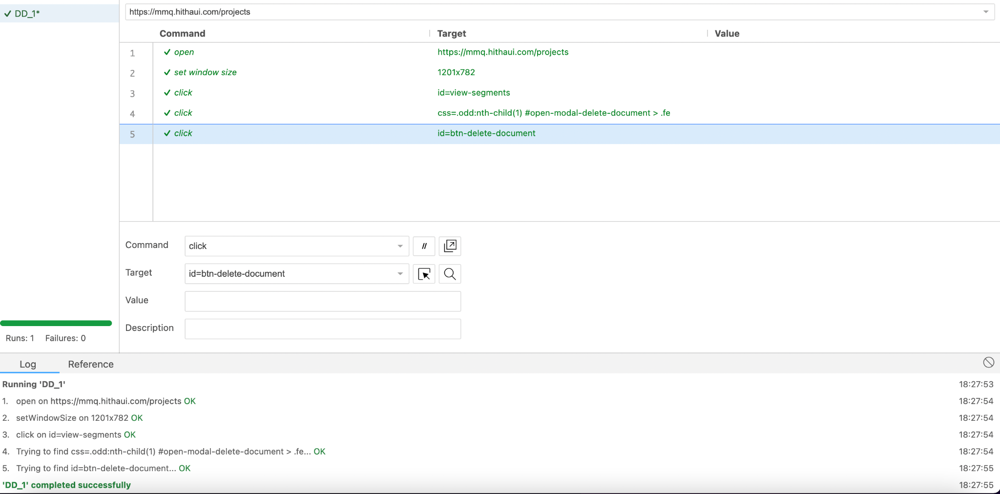 DD_1*
https://mmq.hithaui.com/projects
Command Target Value
1 open https://mmq.hithaui.com/projects
2 set window size 1201x782
3 click id=view-segments
4 click css=.odd:nth-child(1) #open-modal-delete-document > .fe
5 click id=btn-delete-document
Command click //
Target id=btn-delete-document
Value
Description
Runs: 1 Failures: 0
Log Reference
Running 'DD_1' 18:27:53
1. open on https://mmq.hithaui.com/projects OK 18:27:54
2. setWindowSize on 1201x782 OK 18:27:54
3. click on id=view-segments OK 18:27:54
4. Trying to find css=.odd:nth-child(1) #open-modal-delete-document > .fe... OK 18:27:54
5. Trying to find id=btn-delete-document... OK 18:27:55
'DD_1' completed successfully 18:27:55